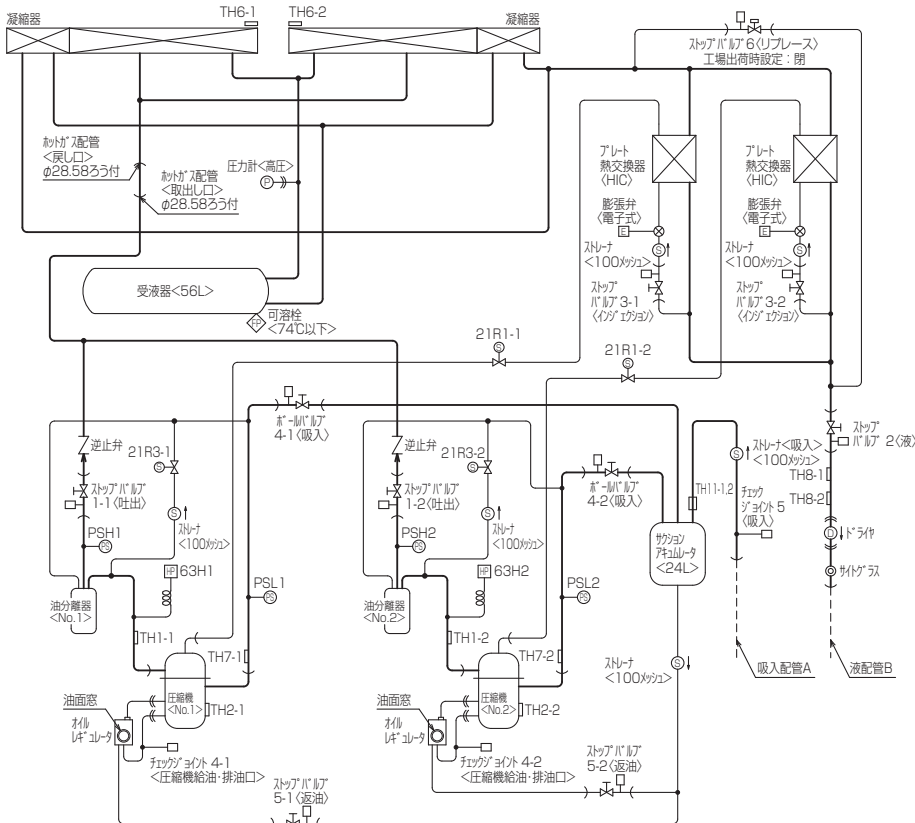 凝縮器
TH6-1
TH6-2
凝縮器
ストップバルブ6〈リプレース〉
工場出荷時設定：閉
ホットガス配管
<戻し口>
φ28.58ろう付
ホットガス配管
<取出し口>
φ28.58ろう付
圧力計<高圧>
P
プレート
熱交換器
〈HIC〉
プレート
熱交換器
〈HIC〉
膨張弁
〈電子式〉
E
膨張弁
〈電子式〉
E
ストレーナ
<100メッシュ>
S
ストレーナ
<100メッシュ>
S
ストップ
バルブ3-1
〈インジェクション〉
ストップ
バルブ3-2
〈インジェクション〉
受液器<56L>
FP
可溶栓
<74℃以下>
21R1-1
S
21R1-2
S
ボールバルブ
4-1〈吸入〉
逆止弁
21R3-1
S
ストップバルブ
1-1〈吐出〉
S
ストレーナ
<100メッシュ>
PSH1
PS
HP
63H1
PSL1
PS
油分離器
<No.1>
TH1-1
TH7-1
圧縮機
<No.1>
TH2-1
油面窓
オイル
レギュレータ
チェックジョイント 4-1
<圧縮機給油・排油口>
ストップバルブ
5-1〈返油〉
逆止弁
21R3-2
S
ストップバルブ
1-2〈吐出〉
S
ストレーナ
<100メッシュ>
PSH2
PS
HP
63H2
PSL2
PS
油分離器
<No.2>
TH1-2
TH7-2
圧縮機
<No.2>
TH2-2
油面窓
オイル
レギュレータ
チェックジョイント 4-2
<圧縮機給油・排油口>
ストップバルブ
5-2〈返油〉
ボールバルブ
4-2〈吸入〉
サクション
アキュムレータ
<24L>
ストレーナ
<100メッシュ>
S
TH11-1,2
S
ストレーナ<吸入>
<100メッシュ>
チェック
ジョイント5
〈吸入〉
ストップ
バルブ 2〈液〉
TH8-1
TH8-2
D
ドライヤ
サイトグラス
吸入配管A
液配管B